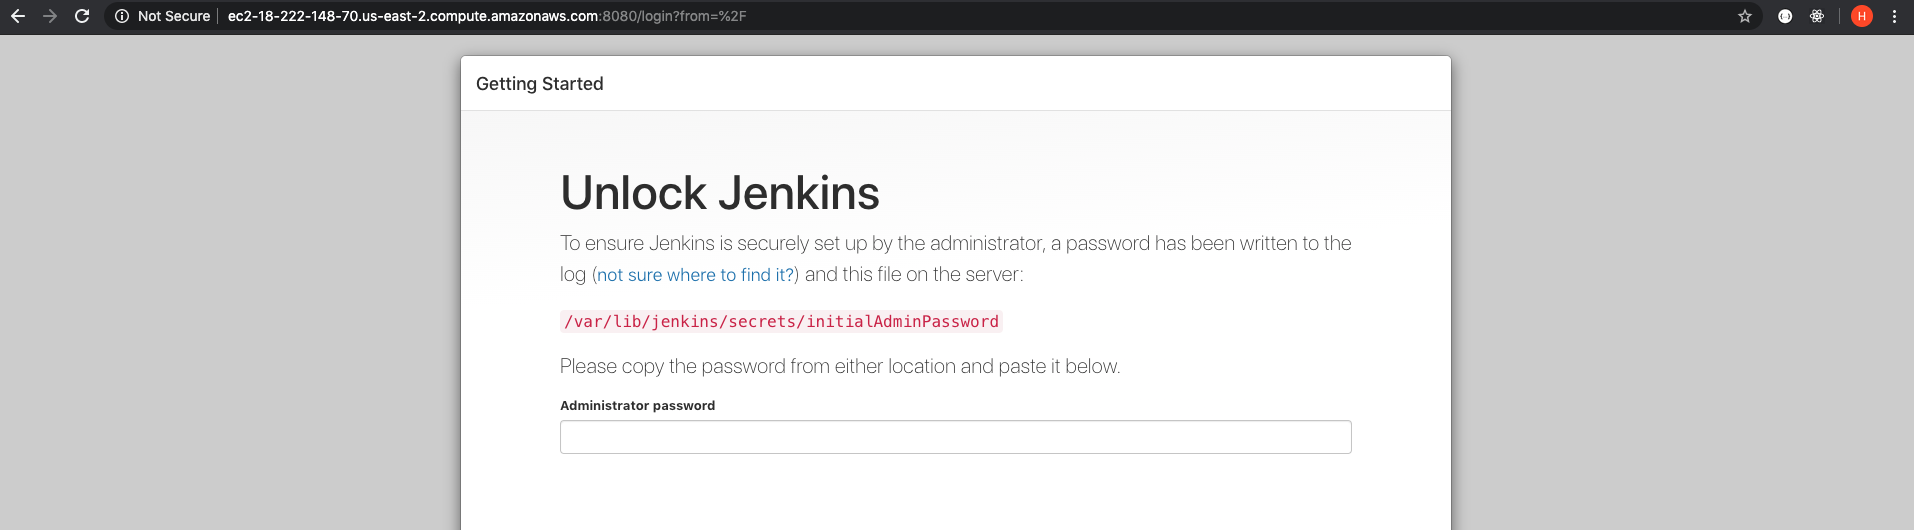 Not Secure ec2-18-222-148-70.us-east-2.compute.amazonaws.com:8080/login?from=%2F
H
Getting Started
Unlock Jenkins
To ensure Jenkins is securely set up by the administrator, a password has been written to the
log (not sure where to find it?) and this file on the server:
/var/lib/jenkins/secrets/initialAdminPassword
Please copy the password from either location and paste it below.
Administrator password